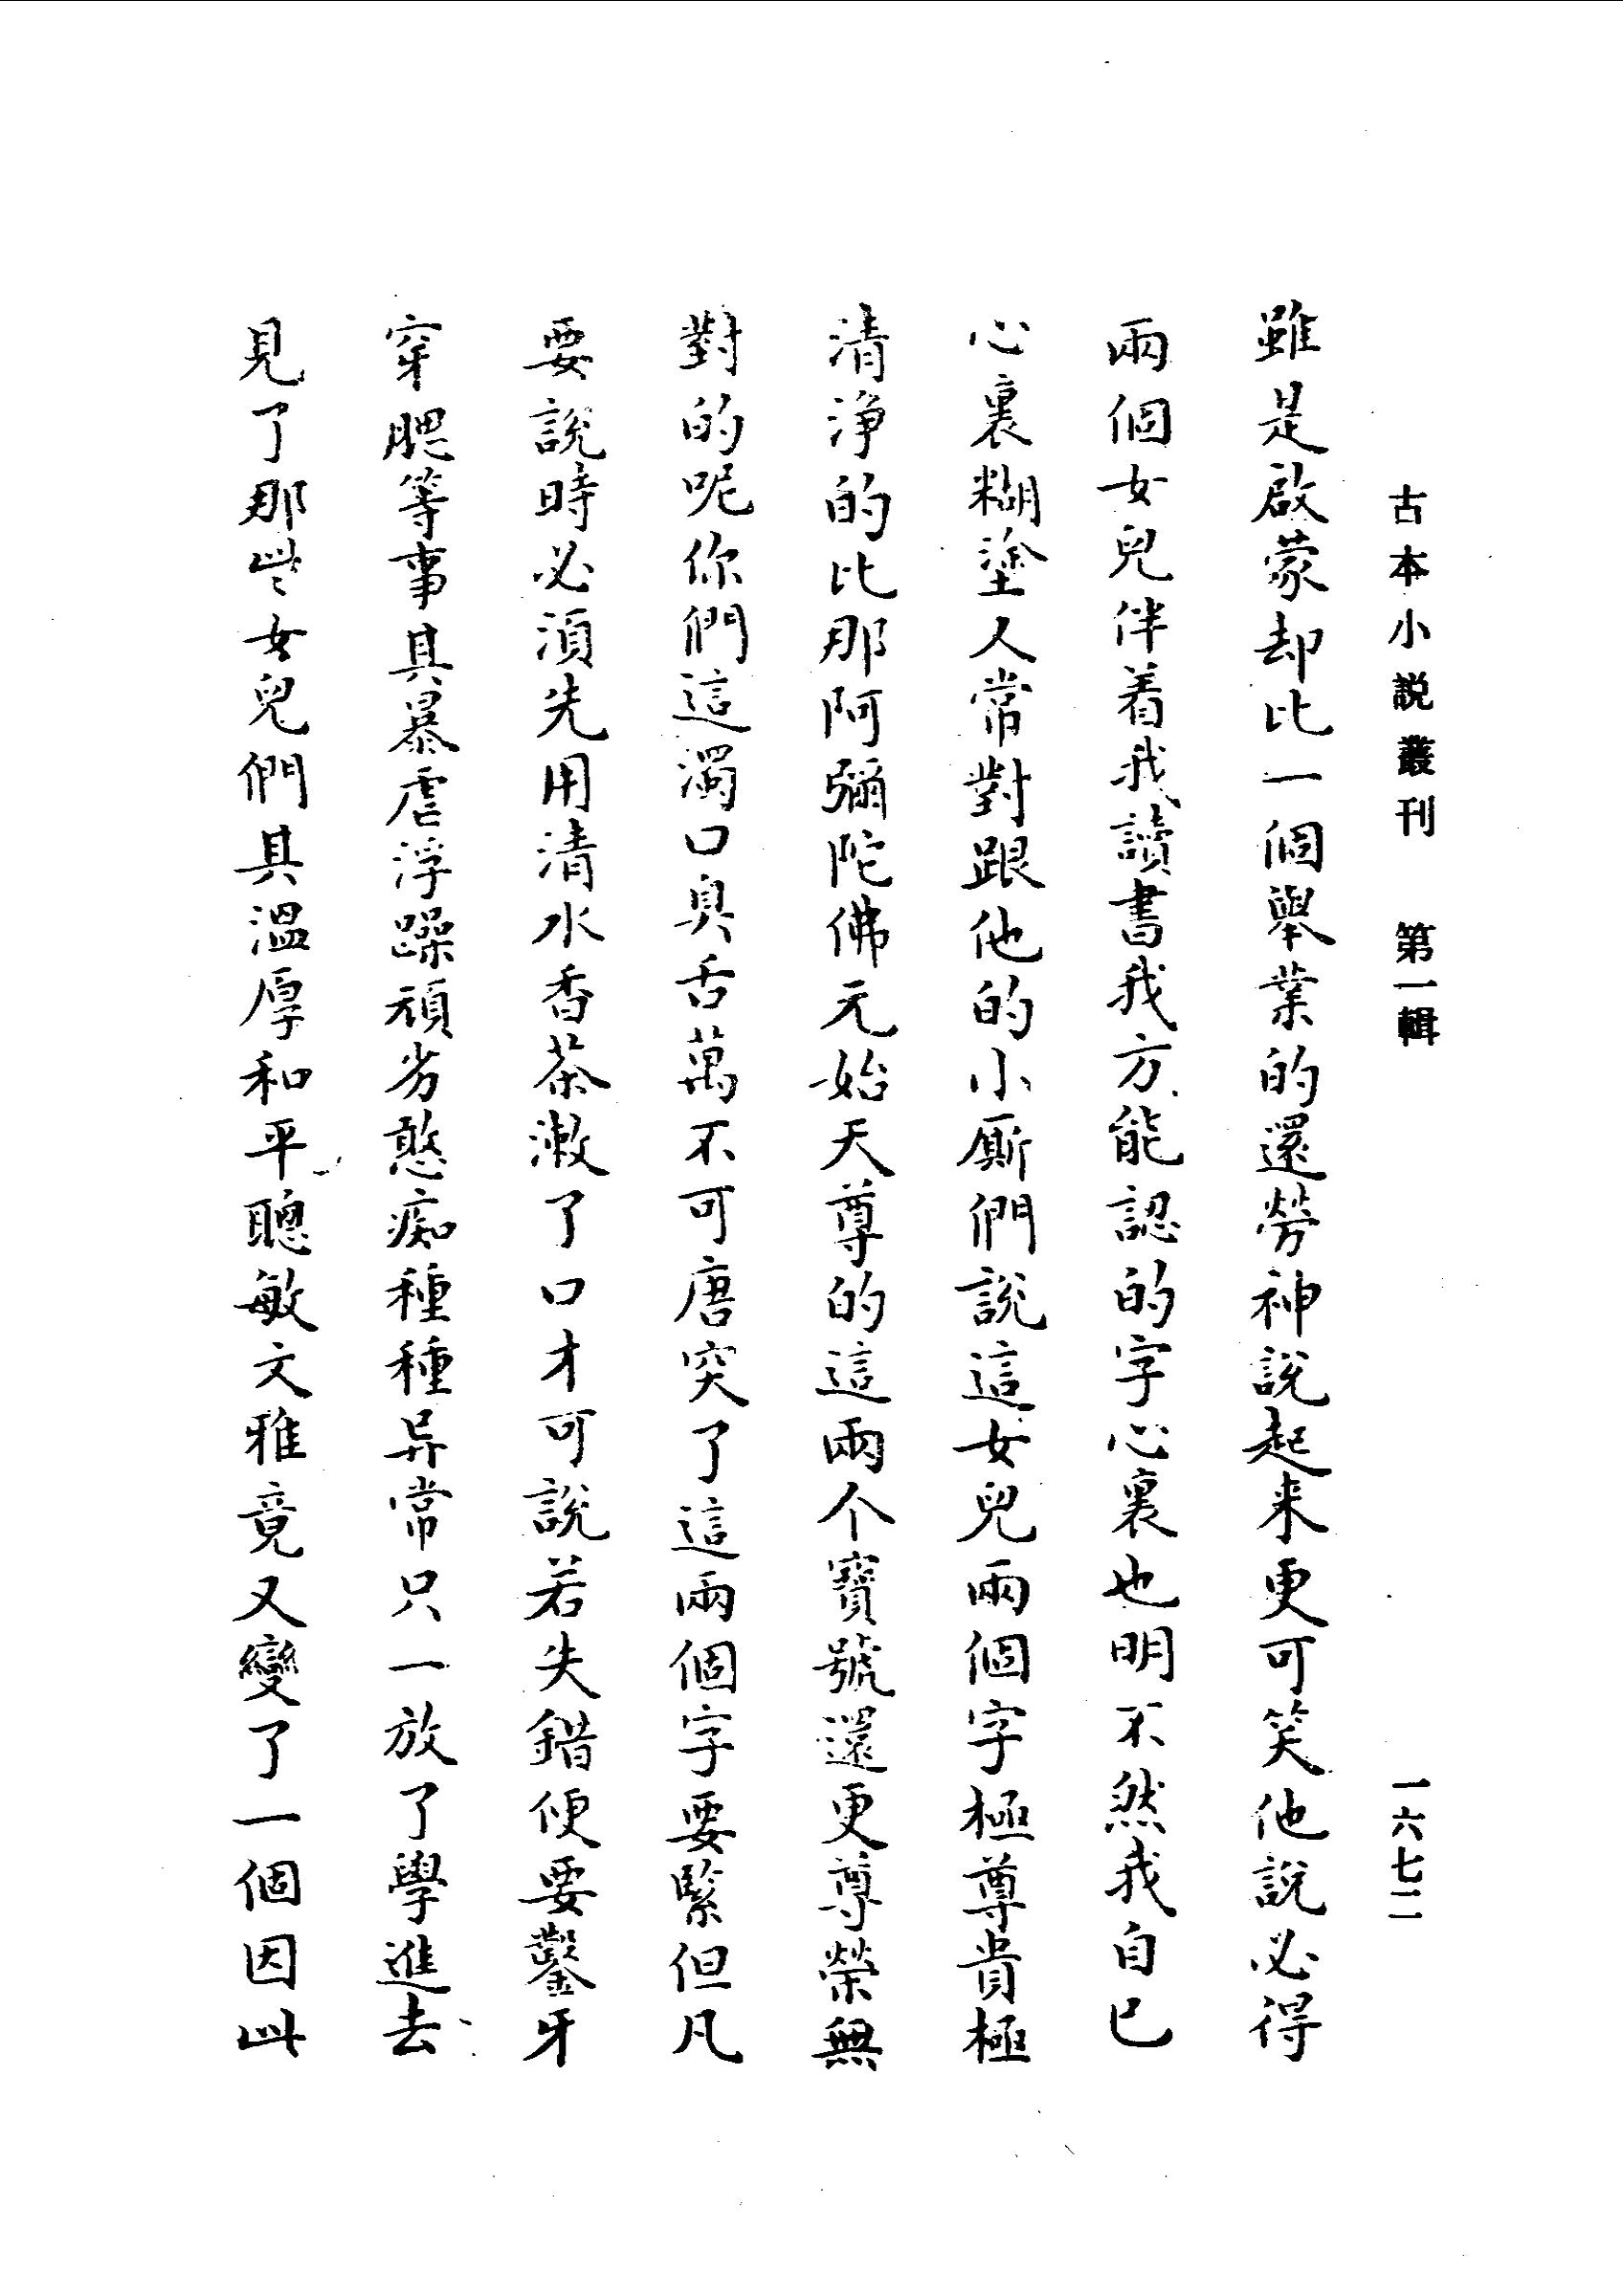 古本小説叢刊　第一輯　一六七二
雖是啟蒙却比一個舉業的還勞神說起来更可笑他說必得
兩個女兒伴着我讀書我方能認的字心裏也明不然我自己
心裏糊塗人常對跟他的小厮們說這女兒兩個字極尊貴極
清浄的比那阿彌陀佛元始天尊的這兩个寶號還更尊榮無
對的呢你們這濁口臭舌萬不可唐突了這兩個字要緊但凡
要說時必湏先用清水香茶漱了口才可說若失錯便要鑿牙
穿腮等事其暴虐浮躁頑劣憨痴種種异常只一放了學進去
見了那些女兒們其溫厚和平聰敏文雅竟又變了一個因此